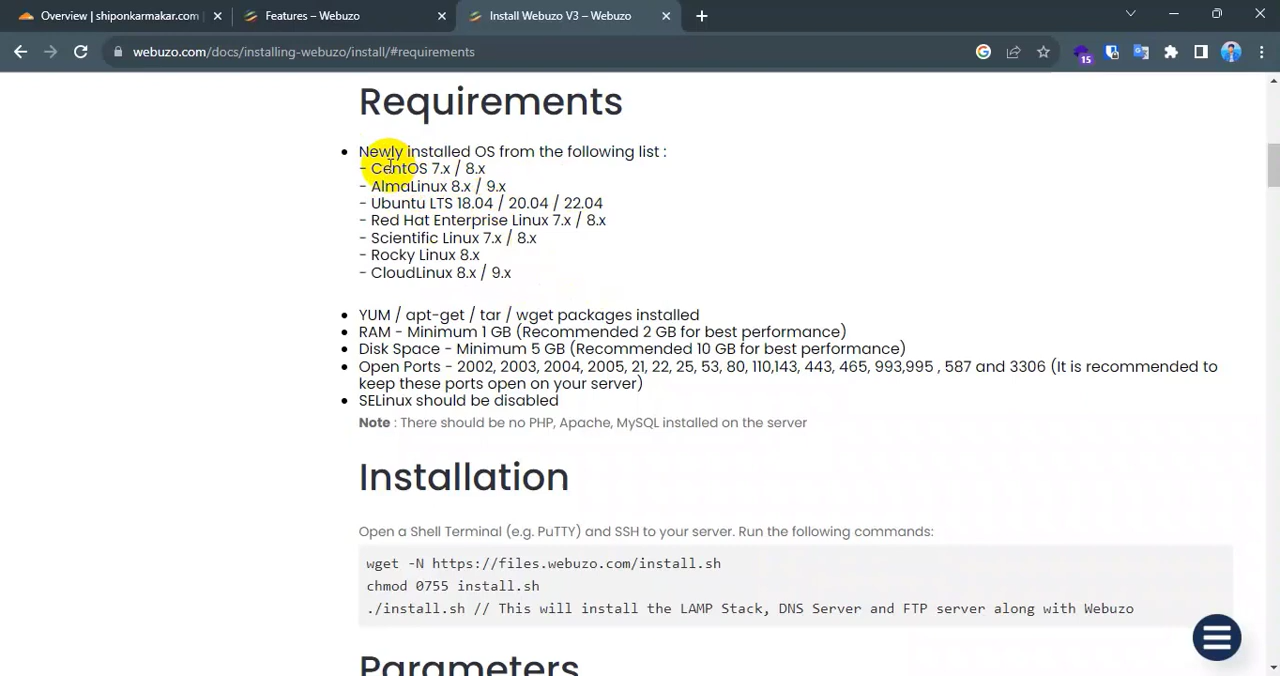 Overview | shiponkarmakar.com
Features – Webuzo
Install Webuzo V3 – Webuzo
webuzo.com/docs/installing-webuzo/install/#requirements
15
Requirements
Newly installed OS from the following list :
- CentOS 7.x / 8.x
- AlmaLinux 8.x / 9.x
- Ubuntu LTS 18.04 / 20.04 / 22.04
- Red Hat Enterprise Linux 7.x / 8.x
- Scientific Linux 7.x / 8.x
- Rocky Linux 8.x
- CloudLinux 8.x / 9.x
YUM / apt-get / tar / wget packages installed
RAM - Minimum 1 GB (Recommended 2 GB for best performance)
Disk Space - Minimum 5 GB (Recommended 10 GB for best performance)
Open Ports - 2002, 2003, 2004, 2005, 21, 22, 25, 53, 80, 110,143, 443, 465, 993,995 , 587 and 3306 (It is recommended to
keep these ports open on your server)
SELinux should be disabled
Note : There should be no PHP, Apache, MySQL installed on the server
Installation
Open a Shell Terminal (e.g. PuTTY) and SSH to your server. Run the following commands:
wget -N https://files.webuzo.com/install.sh
chmod 0755 install.sh
./install.sh // This will install the LAMP Stack, DNS Server and FTP server along with Webuzo
Parameters